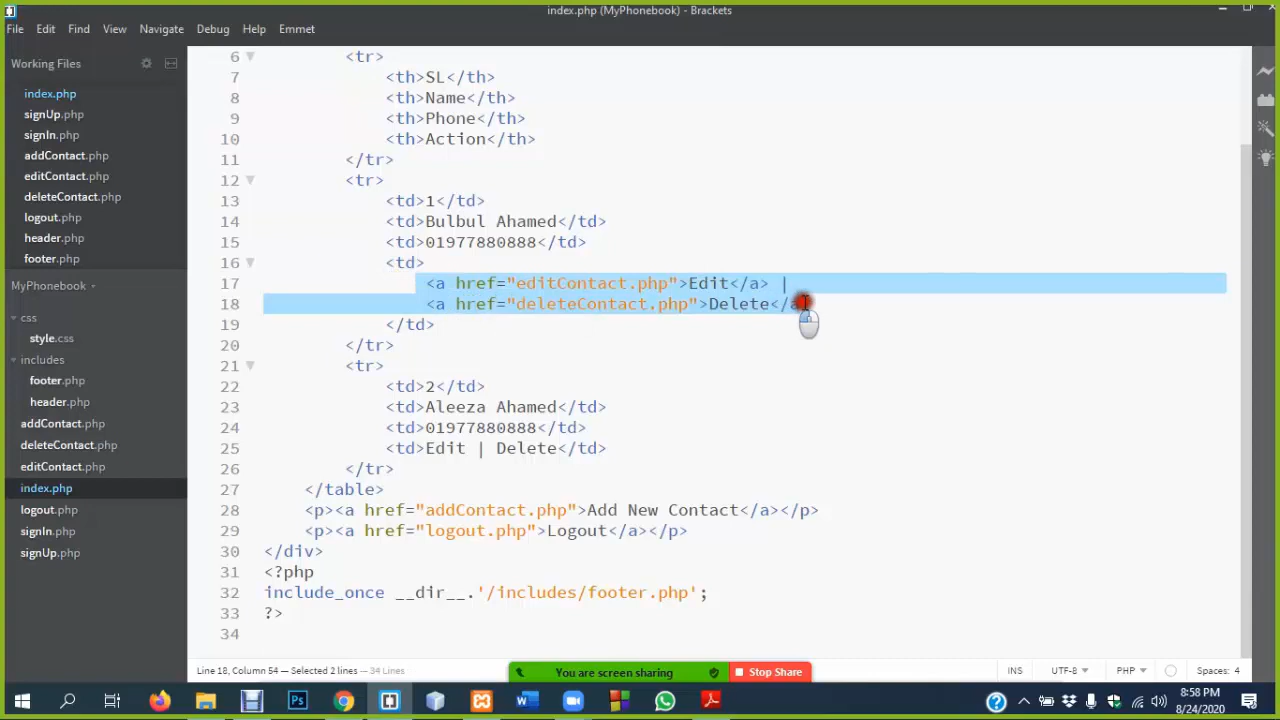 index.php (MyPhonebook) - Brackets
File Edit Find View Navigate Debug Help Emmet
Working Files
index.php
signUp.php
signIn.php
addContact.php
editContact.php
deleteContact.php
logout.php
header.php
footer.php
MyPhonebook
css
style.css
includes
footer.php
header.php
addContact.php
deleteContact.php
editContact.php
index.php
logout.php
signIn.php
signUp.php
6 <tr>
7 <th>SL</th>
8 <th>Name</th>
9 <th>Phone</th>
10 <th>Action</th>
11 </tr>
12 <tr>
13 <td>1</td>
14 <td>Bulbul Ahamed</td>
15 <td>01977880888</td>
16 <td>
17 <a href="editContact.php">Edit</a> |
18 <a href="deleteContact.php">Delete</a
19 </td>
20 </tr>
21 <tr>
22 <td>2</td>
23 <td>Aleeza Ahamed</td>
24 <td>01977880888</td>
25 <td>Edit | Delete</td>
26 </tr>
27 </table>
28 <p><a href="addContact.php">Add New Contact</a></p>
29 <p><a href="logout.php">Logout</a></p>
30 </div>
31 <?php
32 include_once __dir__.'/includes/footer.php';
33 ?>
34
Line 18, Column 54 — Selected 2 lines — 34 Lines
You are screen sharing
Stop Share
INS UTF-8 PHP Spaces: 4
8:58 PM
8/24/2020